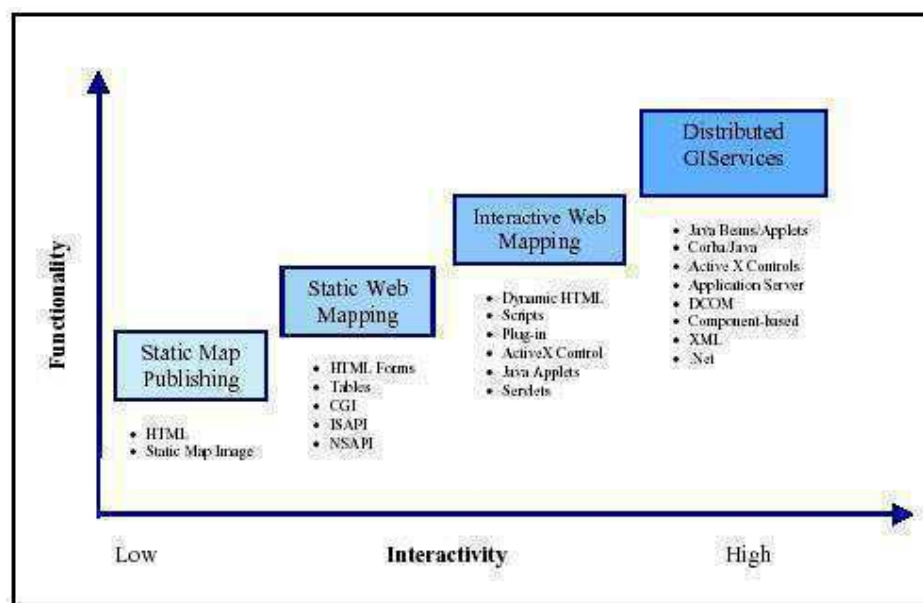 Distributed
GIServices
Interactive Web
Mapping
Static Web
Mapping
Static Map
Publishing
Functionality
• Java Beans/Applets
• Corba/Java
• Active X Controls
• Application Server
• DCOM
• Component-based
• XML
• .Net
• Dynamic HTML
• Scripts
• Plug-in
• ActiveX Control
• Java Applets
• Servlets
• HTML Forms
• Tables
• CGI
• ISAPI
• NSAPI
• HTML
• Static Map Image
Low
Interactivity
High